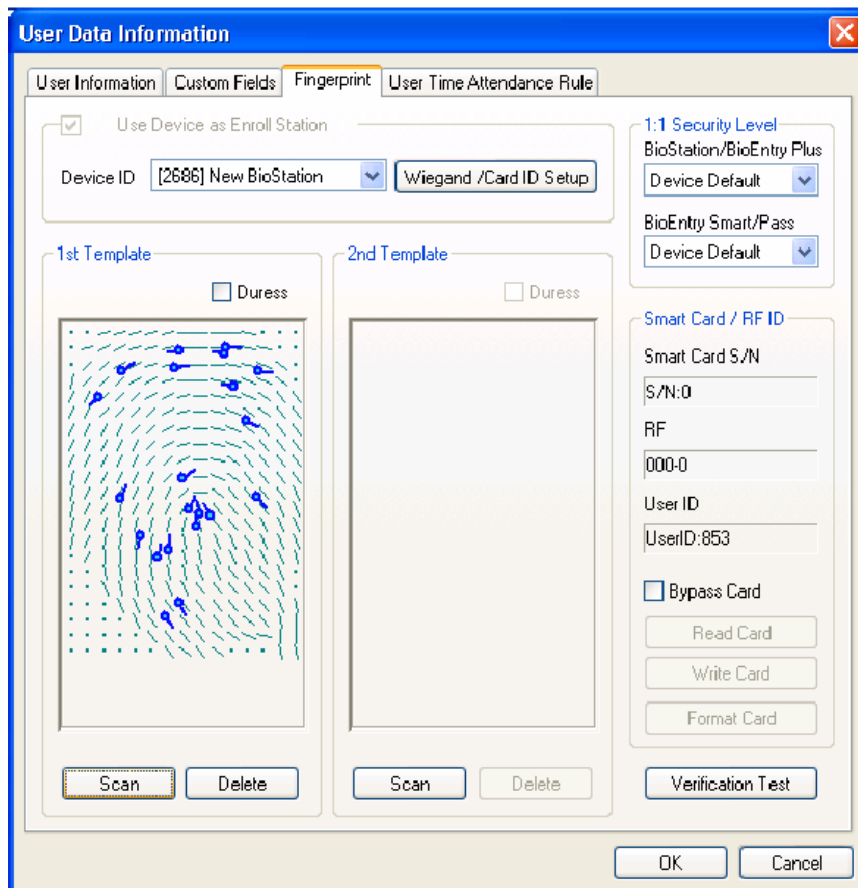 User Data Information
User Information Custom Fields Fingerprint User Time Attendance Rule
Use Device as Enroll Station
Device ID [2686] New BioStation Wiegand /Card ID Setup
1:1 Security Level
BioStation/BioEntry Plus
Device Default
BioEntry Smart/Pass
Device Default
1st Template
Duress
Scan Delete
2nd Template
Duress
Scan Delete
Smart Card / RF ID
Smart Card S/N
S/N:0
RF
000-0
User ID
UserID:853
Bypass Card
Read Card
Write Card
Format Card
Verification Test
OK Cancel